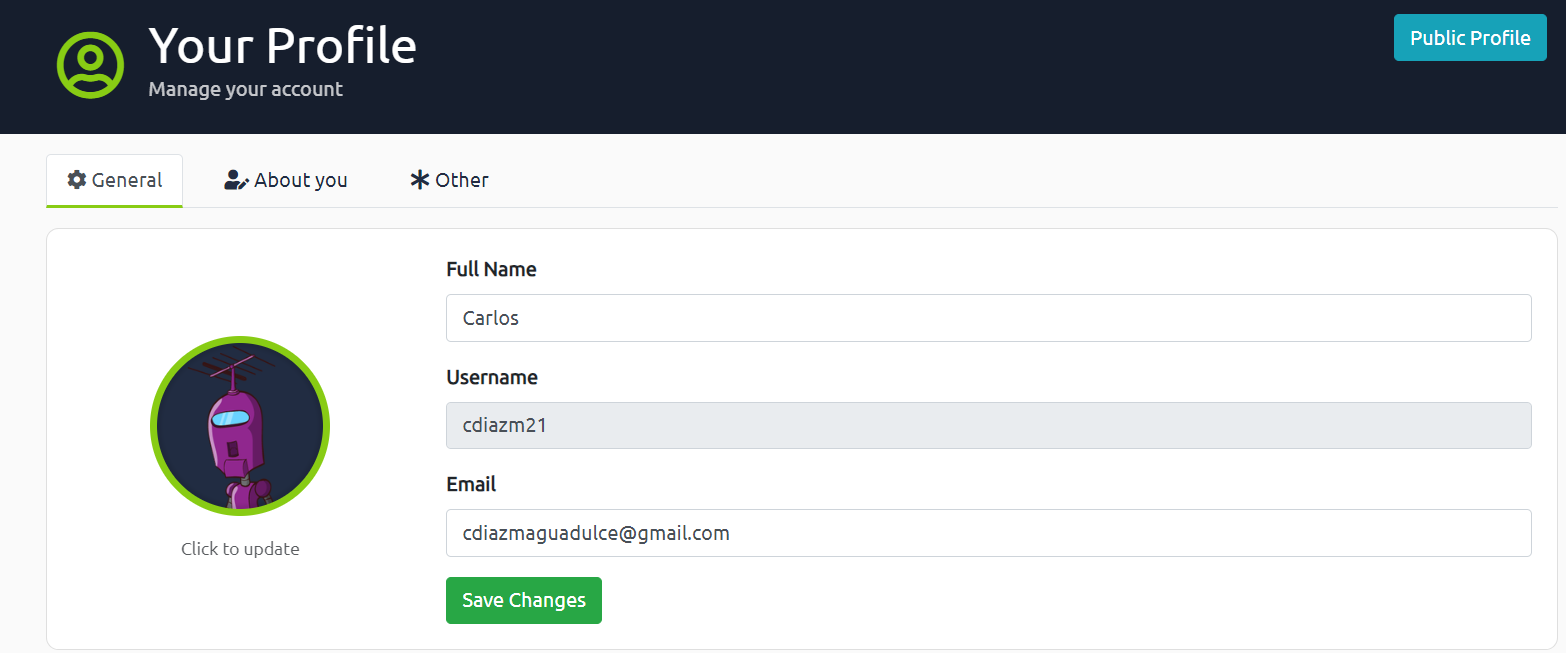 Your Profile
Manage your account
Public Profile
General
About you
Other
Full Name
Carlos
Username
cdiazm21
Email
cdiazmaguadulce@gmail.com
Click to update
Save Changes